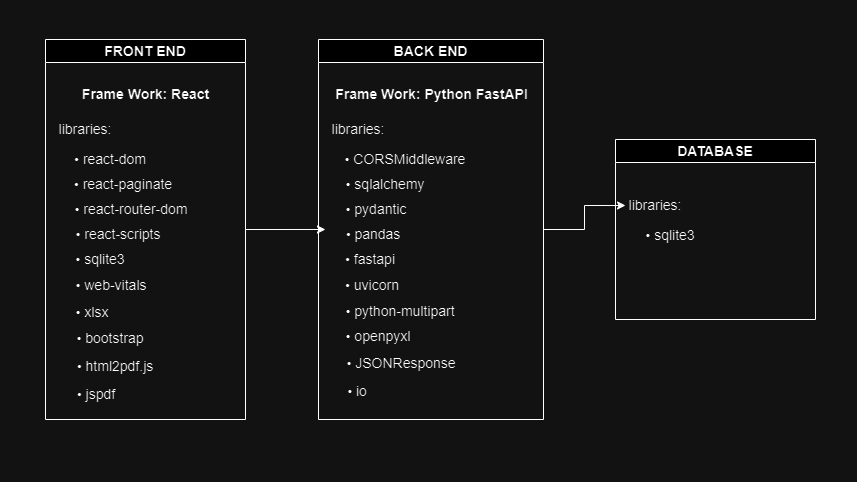 FRONT END
Frame Work: React
libraries:
• react-dom
• react-paginate
• react-router-dom
• react-scripts
• sqlite3
• web-vitals
• xlsx
• bootstrap
• html2pdf.js
• jspdf
BACK END
Frame Work: Python FastAPI
libraries:
• CORSMiddleware
• sqlalchemy
• pydantic
• pandas
• fastapi
• uvicorn
• python-multipart
• openpyxl
• JSONResponse
• io
DATABASE
libraries:
• sqlite3